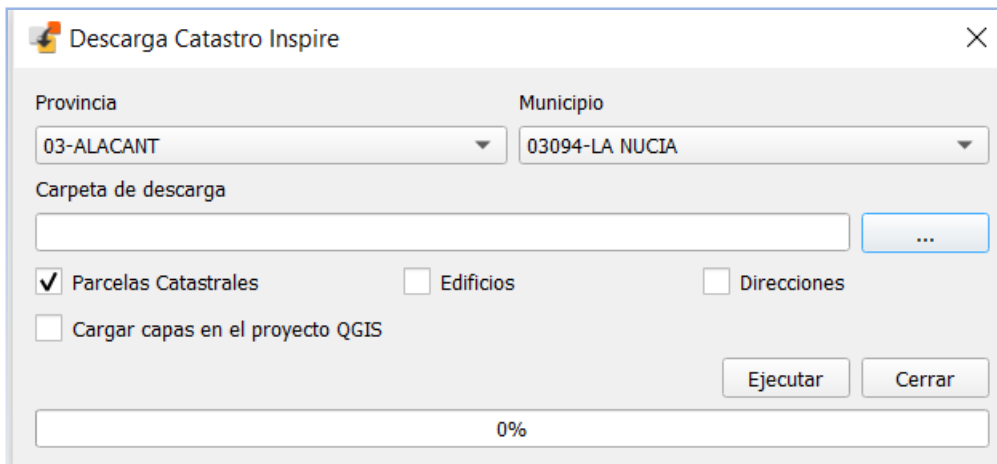 Descarga Catastro Inspire
Provincia Municipio
03-ALACANT 03094-LA NUCIA
Carpeta de descarga
...
Parcelas Catastrales Edificios Direcciones
Cargar capas en el proyecto QGIS
Ejecutar Cerrar
0%